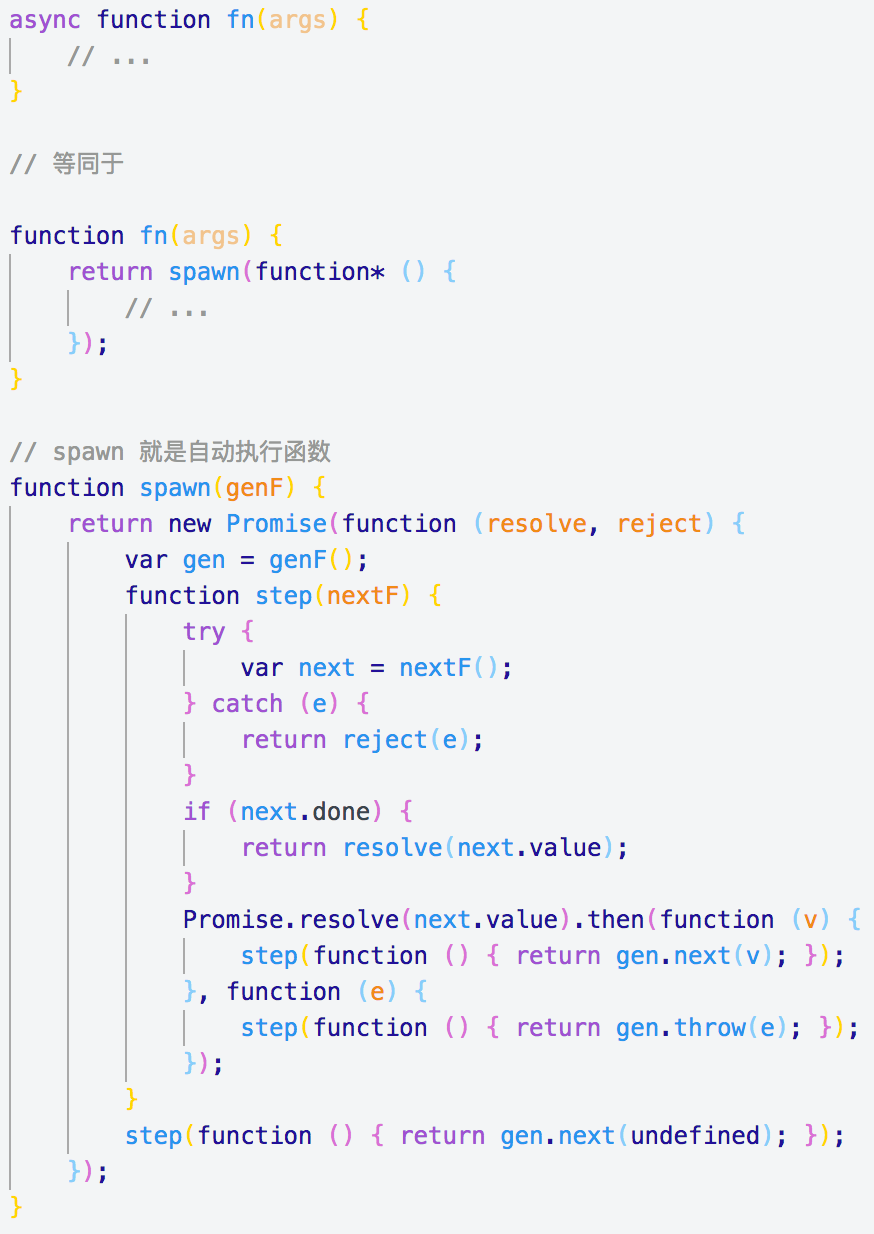 async function fn(args) {
    // ...
}
// 等同于
function fn(args) {
    return spawn(function* () {
        // ...
    });
}
// spawn 就是自动执行函数
function spawn(genF) {
    return new Promise(function (resolve, reject) {
        var gen = genF();
        function step(nextF) {
            try {
                var next = nextF();
            } catch (e) {
                return reject(e);
            }
            if (next.done) {
                return resolve(next.value);
            }
            Promise.resolve(next.value).then(function (v) {
                step(function () { return gen.next(v); });
            }, function (e) {
                step(function () { return gen.throw(e); });
            });
        }
        step(function () { return gen.next(undefined); });
    });
}